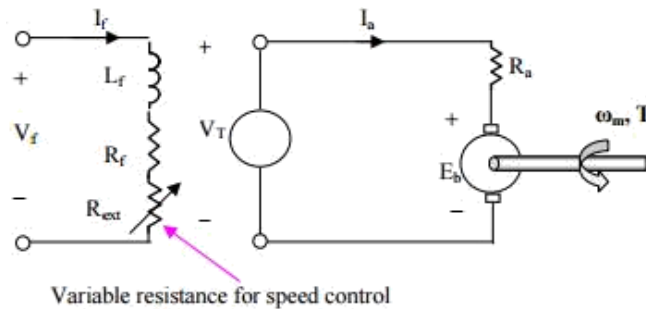 I_f
I_a
+
+
L_f
R_a
+
V_f
V_T
+
ω_m, T
R_f
E_b
−
R_ext
−
−
Variable resistance for speed control